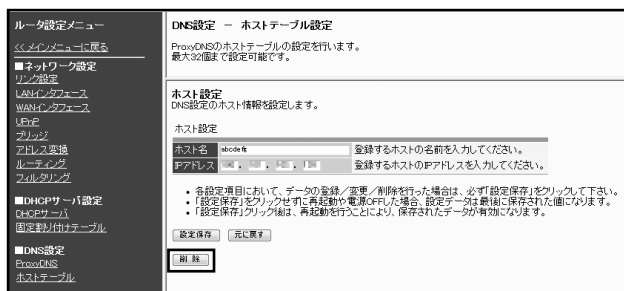 ルータ設定メニュー
<< メインメニューに戻る
■ネットワーク設定
リンク設定
LANインタフェース
WANインタフェース
UPnP
ブリッジ
アドレス変換
ルーティング
フィルタリング
■DHCPサーバ設定
DHCPサーバ
固定割り付けテーブル
■DNS設定
ProxyDNS
ホストテーブル
DNS設定 － ホストテーブル設定
ProxyDNSのホストテーブルの設定を行います。
最大32個まで設定可能です。
ホスト設定
DNS設定のホスト情報を設定します。
ホスト設定
ホスト名 登録するホストの名前を入力してください。
IPアドレス 登録するホストのIPアドレスを入力してください。
• 各設定項目において、データの登録／変更／削除を行った場合は、必ず「設定保存」をクリックして下さい。
• 「設定保存」をクリックせずに再起動や電源OFFした場合、設定データは最後に保存された値になります。
• 「設定保存」クリック後は、再起動を行うことにより、保存されたデータが有効になります。
設定保存 元に戻す
削 除